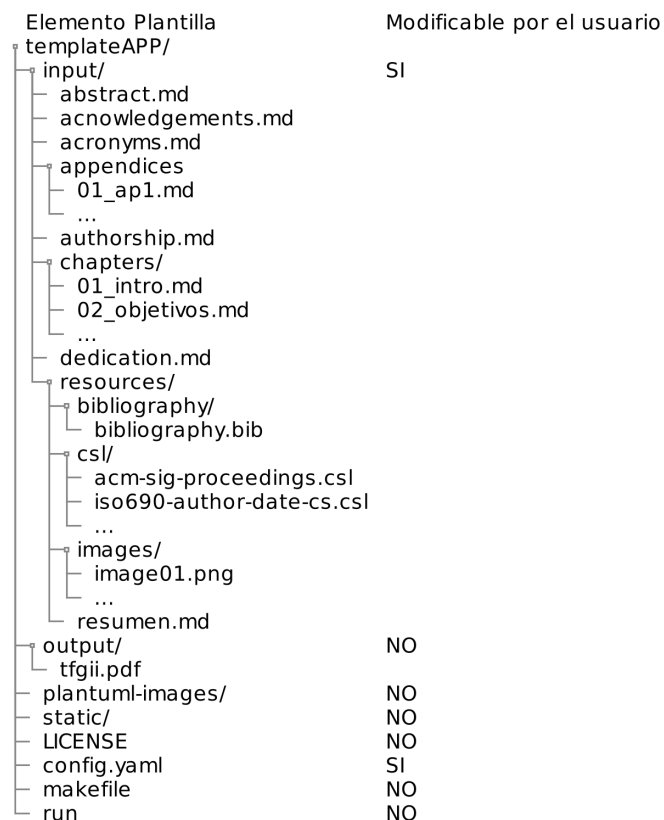 Elemento Plantilla Modificable por el usuario
templateAPP/
input/ SI
abstract.md
acnowledgements.md
acronyms.md
appendices
01_ap1.md
...
authorship.md
chapters/
01_intro.md
02_objetivos.md
...
dedication.md
resources/
bibliography/
bibliography.bib
csl/
acm-sig-proceedings.csl
iso690-author-date-cs.csl
...
images/
image01.png
...
resumen.md
output/ NO
tfgii.pdf
plantuml-images/ NO
static/ NO
LICENSE NO
config.yaml SI
makefile NO
run NO